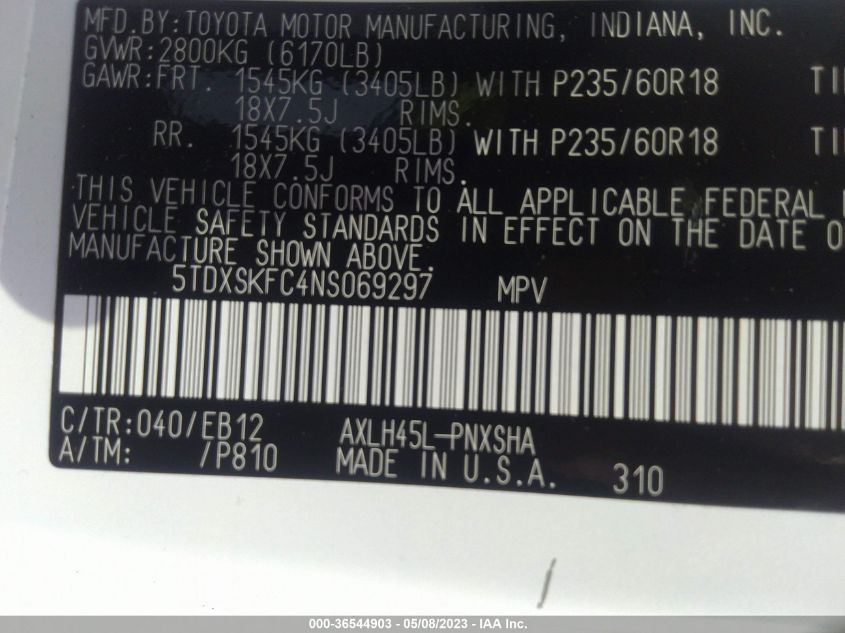 MFD.BY:TOYOTA MOTOR MANUFACTURING, INDIANA, INC.
GVWR:2800KG (6170LB)
GAWR:FRT. 1545KG (3405LB) WITH P235/60R18 TI
18X7.5J RIMS.
RR. 1545KG (3405LB) WITH P235/60R18 TI
18X7.5J RIMS.
THIS VEHICLE CONFORMS TO ALL APPLICABLE FEDERAL
VEHICLE SAFETY STANDARDS IN EFFECT ON THE DATE O
MANUFACTURE SHOWN ABOVE.
5TDXSKFC4NS069297 MPV
C/TR:040/EB12 AXLH45L-PNXSHA
A/TM: /P810 MADE IN U.S.A. 310
000-36544903 - 05/08/2023 - IAA Inc.